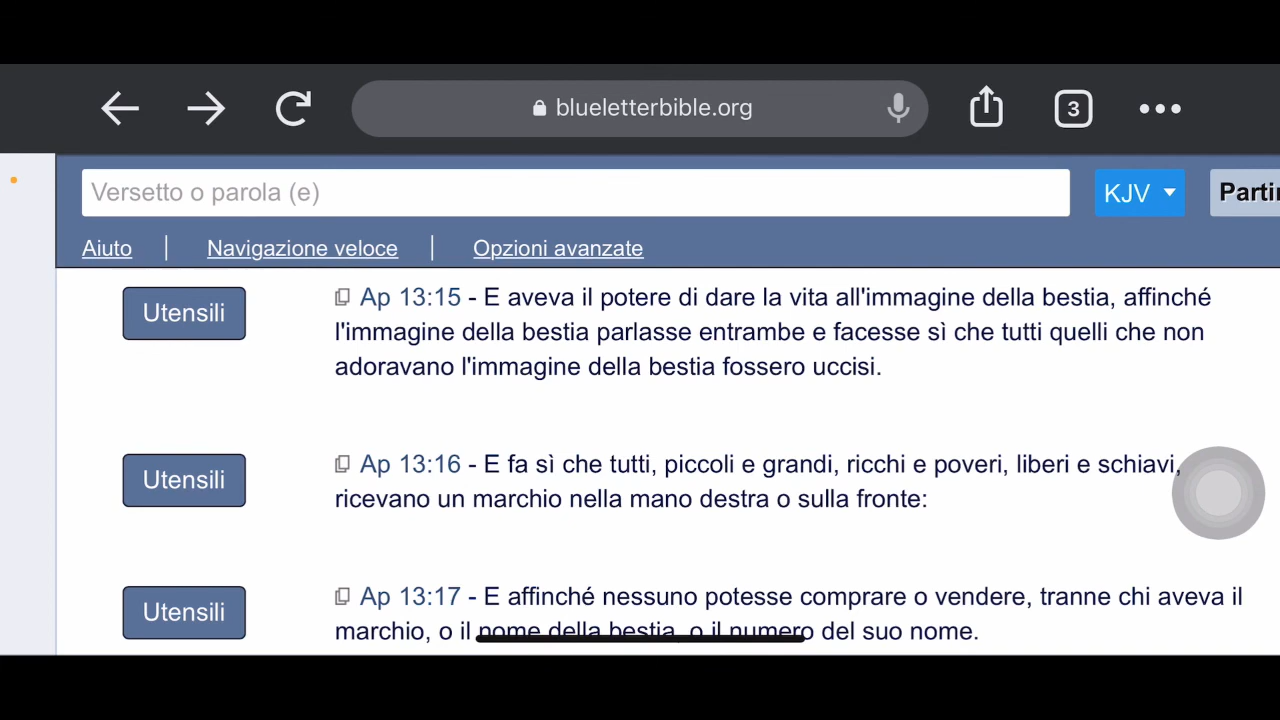 blueletterbible.org
3
Versetto o parola (e)
KJV
Parti
Aiuto | Navigazione veloce | Opzioni avanzate
Utensili
Ap 13:15 - E aveva il potere di dare la vita all'immagine della bestia, affinché
l'immagine della bestia parlasse entrambe e facesse sì che tutti quelli che non
adoravano l'immagine della bestia fossero uccisi.
Utensili
Ap 13:16 - E fa sì che tutti, piccoli e grandi, ricchi e poveri, liberi e schiavi,
ricevano un marchio nella mano destra o sulla fronte:
Utensili
Ap 13:17 - E affinché nessuno potesse comprare o vendere, tranne chi aveva il
marchio, o il nome della bestia, o il numero del suo nome.